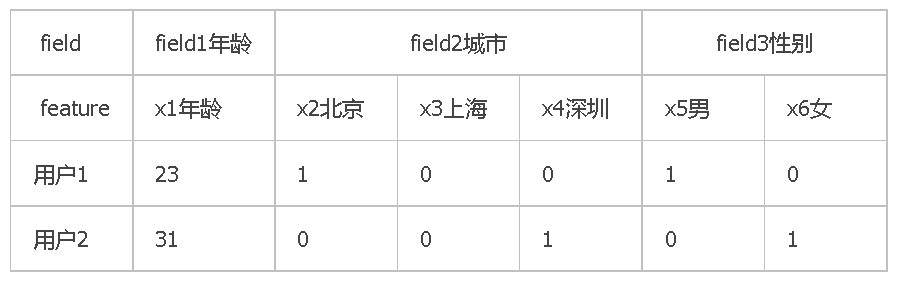 field field1年龄 field2城市 field3性别
feature x1年龄 x2北京 x3上海 x4深圳 x5男 x6女
用户1 23 1 0 0 1 0
用户2 31 0 0 1 0 1